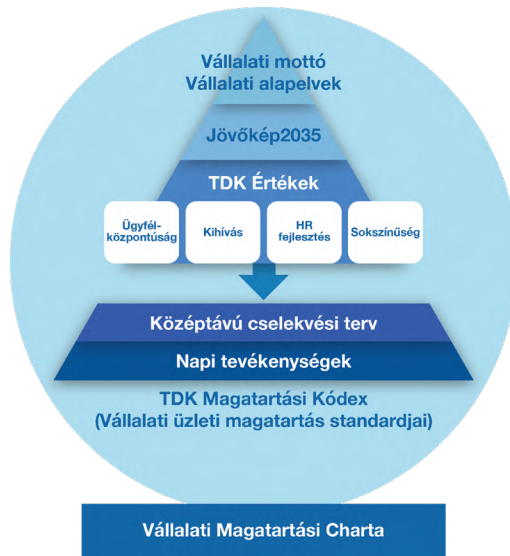 Vállalati mottó
Vállalati alapelvek
Jövőkép2035
TDK Értékek
Ügyfél-
központúság
Kihívás
HR
fejlesztés
Sokszínűség
Középtávú cselekvési terv
Napi tevékenységek
TDK Magatartási Kódex
(Vállalati üzleti magatartás standardjai)
Vállalati Magatartási Charta